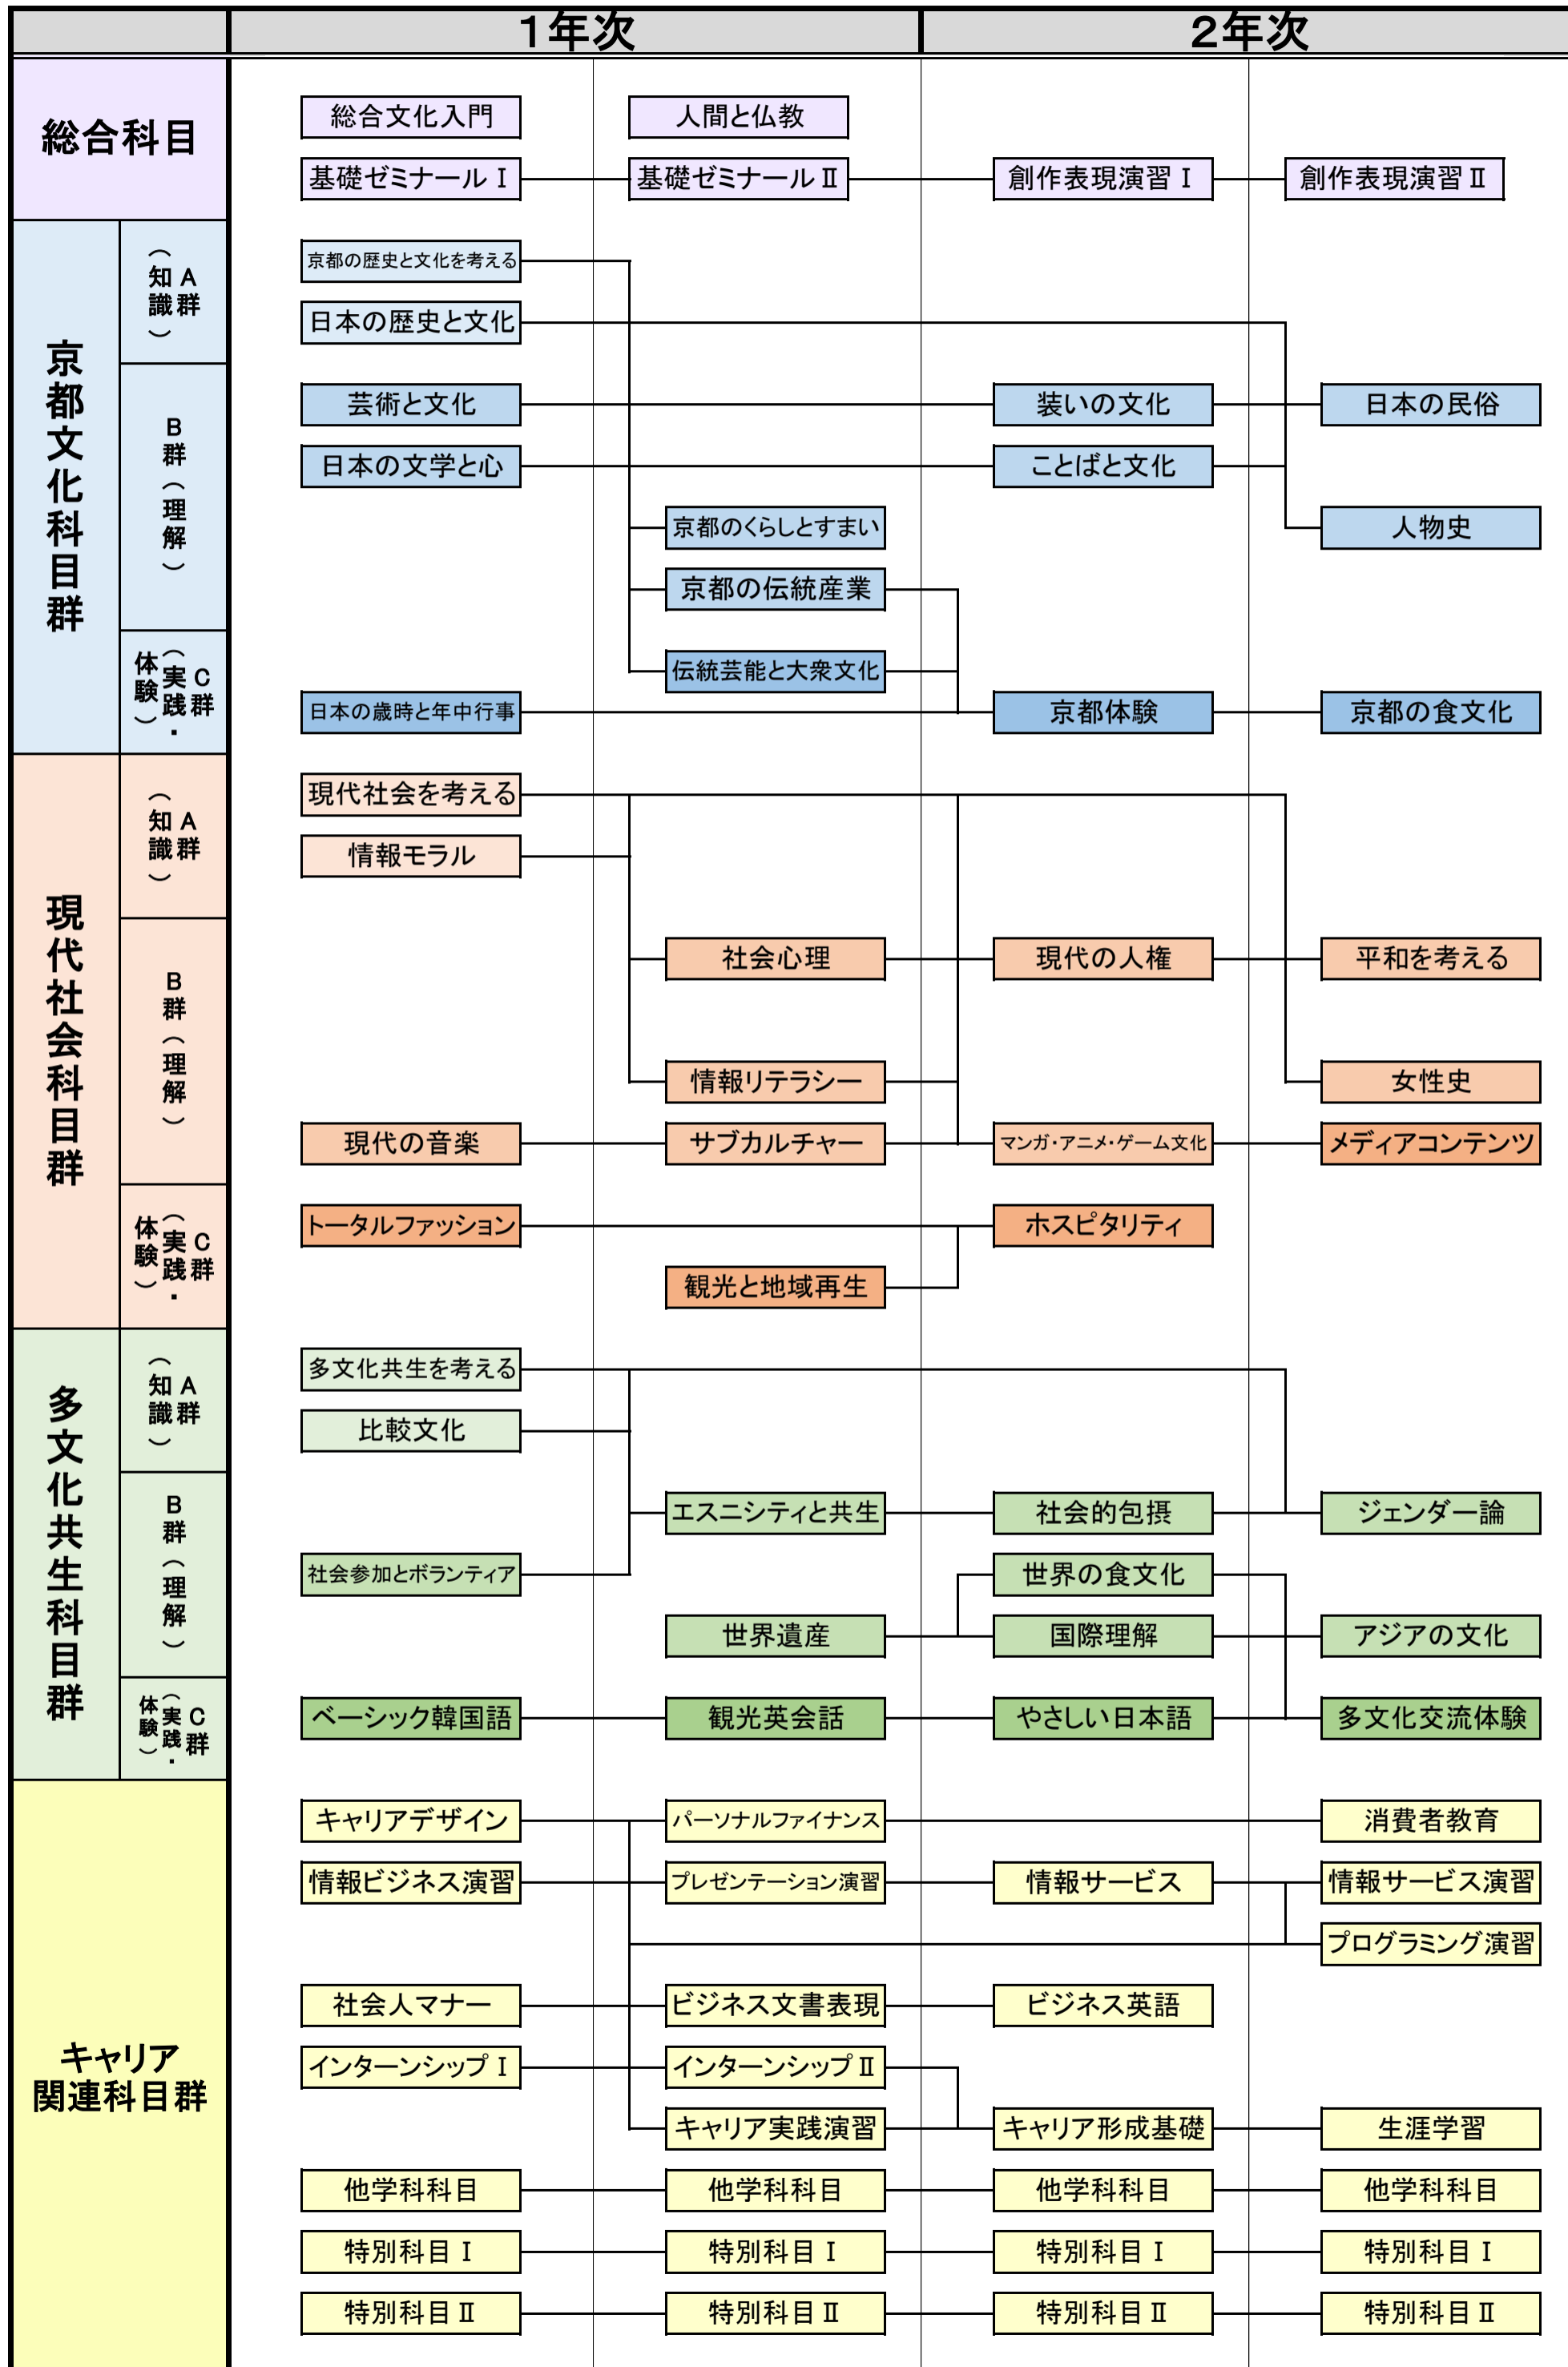 １年次
２年次
総合科目
総合文化入門
人間と仏教
基礎ゼミナールⅠ
基礎ゼミナールⅡ
創作表現演習Ⅰ
創作表現演習Ⅱ
京都文化科目群
A群（知識）
京都の歴史と文化を考える
日本の歴史と文化
B群（理解）
芸術と文化
装いの文化
日本の民俗
日本の文学と心
ことばと文化
京都のくらしとすまい
人物史
京都の伝統産業
C群（実践・体験）
伝統芸能と大衆文化
日本の歳時と年中行事
京都体験
京都の食文化
現代社会科目群
A群（知識）
現代社会を考える
情報モラル
B群（理解）
社会心理
現代の人権
平和を考える
情報リテラシー
女性史
現代の音楽
サブカルチャー
マンガ・アニメ・ゲーム文化
メディアコンテンツ
C群（実践・体験）
トータルファッション
ホスピタリティ
観光と地域再生
多文化共生科目群
A群（知識）
多文化共生を考える
比較文化
B群（理解）
エスニシティと共生
社会的包摂
ジェンダー論
社会参加とボランティア
世界の食文化
世界遺産
国際理解
アジアの文化
C群（実践・体験）
ベーシック韓国語
観光英会話
やさしい日本語
多文化交流体験
キャリア
関連科目群
キャリアデザイン
パーソナルファイナンス
消費者教育
情報ビジネス演習
プレゼンテーション演習
情報サービス
情報サービス演習
プログラミング演習
社会人マナー
ビジネス文書表現
ビジネス英語
インターンシップⅠ
インターンシップⅡ
キャリア実践演習
キャリア形成基礎
生涯学習
他学科科目
他学科科目
他学科科目
他学科科目
特別科目Ⅰ
特別科目Ⅰ
特別科目Ⅰ
特別科目Ⅰ
特別科目Ⅱ
特別科目Ⅱ
特別科目Ⅱ
特別科目Ⅱ